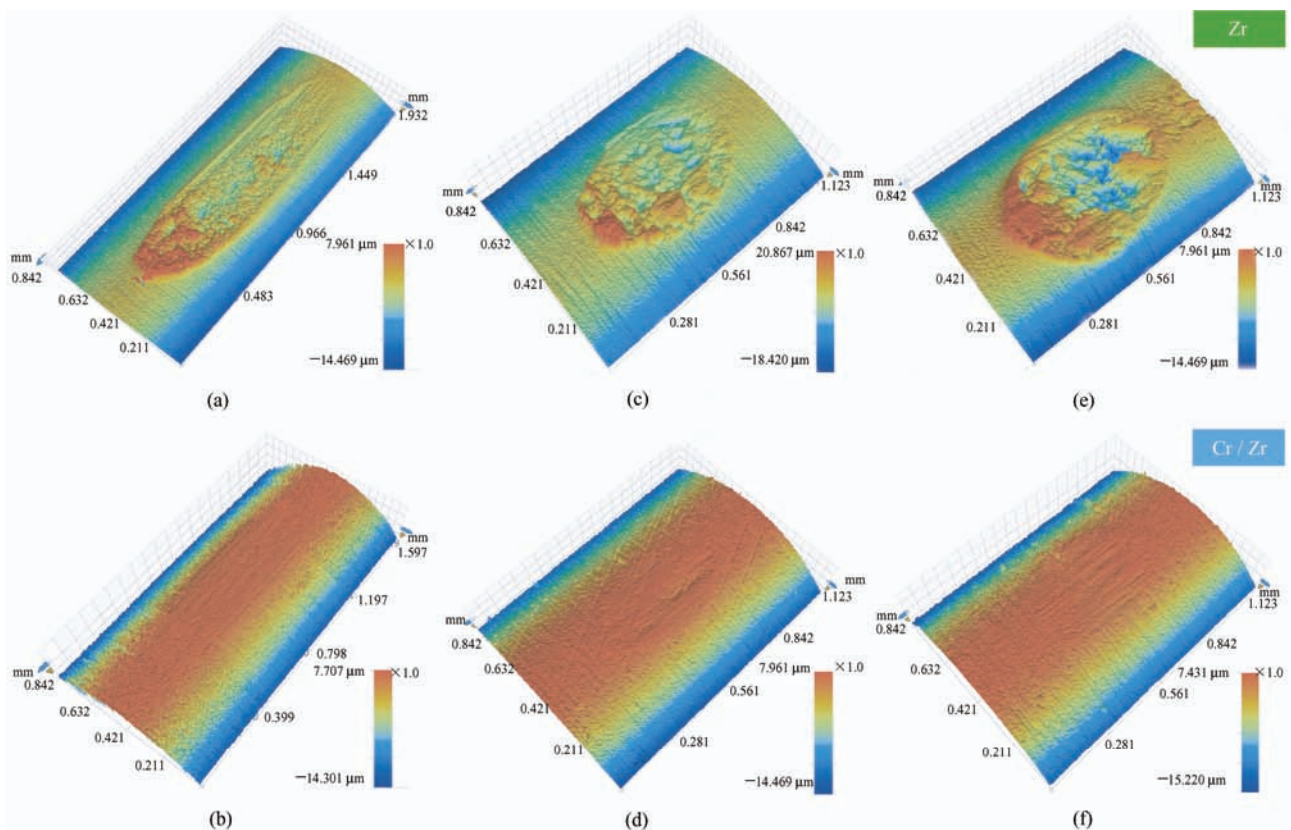 Zr
mm
1.932
1.449
0.966
0.483
mm
0.842
0.632
0.421
0.211
7.961 μm
×1.0
−14.469 μm
(a)
mm
0.842
0.632
0.421
0.211
mm
1.123
0.842
0.561
0.281
20.867 μm
×1.0
−18.420 μm
(c)
mm
0.842
0.632
0.421
0.211
mm
1.123
0.842
0.561
0.281
7.961 μm
×1.0
−14.469 μm
(e)
Cr / Zr
mm
1.597
1.197
0.798
0.399
mm
0.842
0.632
0.421
0.211
7.707 μm
×1.0
−14.301 μm
(b)
mm
0.842
0.632
0.421
0.211
mm
1.123
0.842
0.561
0.281
7.961 μm
×1.0
−14.469 μm
(d)
mm
0.842
0.632
0.421
0.211
mm
1.123
0.842
0.561
0.281
7.431 μm
×1.0
−15.220 μm
(f)